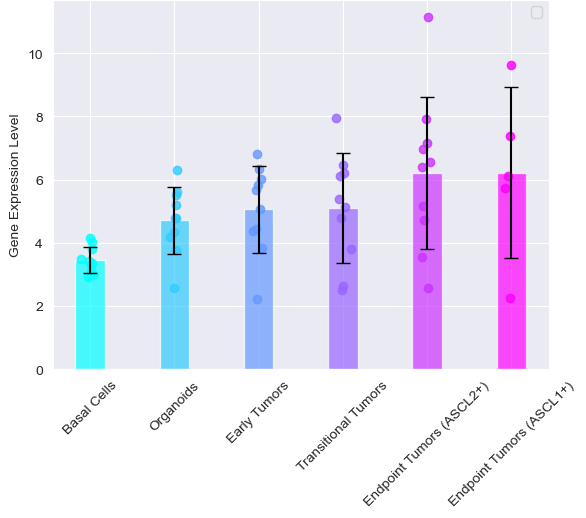 Gene Expression Level
10
8
6
4
2
0
Basal Cells
Organoids
Early Tumors
Transitional Tumors
Endpoint Tumors (ASCL2+)
Endpoint Tumors (ASCL1+)